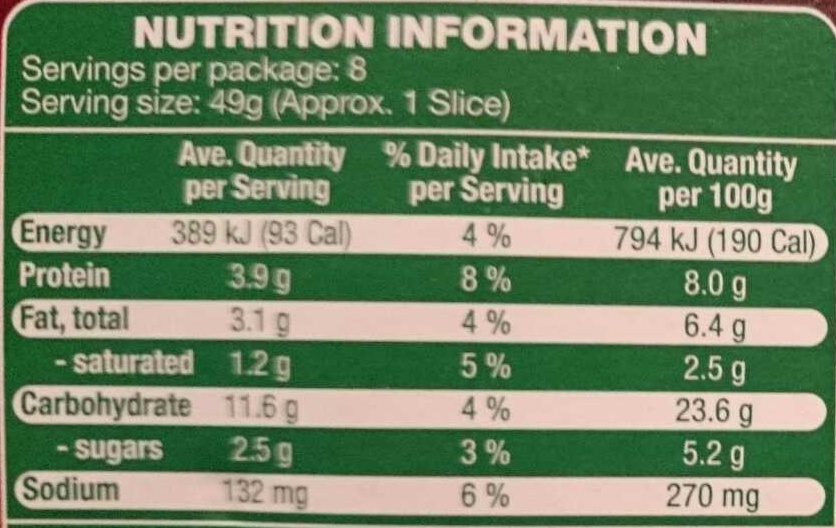 NUTRITION INFORMATION
Servings per package: 8
Serving size: 49g (Approx. 1 Slice)
Ave. Quantity % Daily Intake* Ave. Quantity
per Serving per Serving per 100g
Energy 389 kJ (93 Cal) 4 % 794 kJ (190 Cal)
Protein 3.9 g 8 % 8.0 g
Fat, total 3.1 g 4 % 6.4 g
- saturated 1.2 g 5 % 2.5 g
Carbohydrate 11.6 g 4 % 23.6 g
- sugars 2.5 g 3 % 5.2 g
Sodium 132 mg 6 % 270 mg